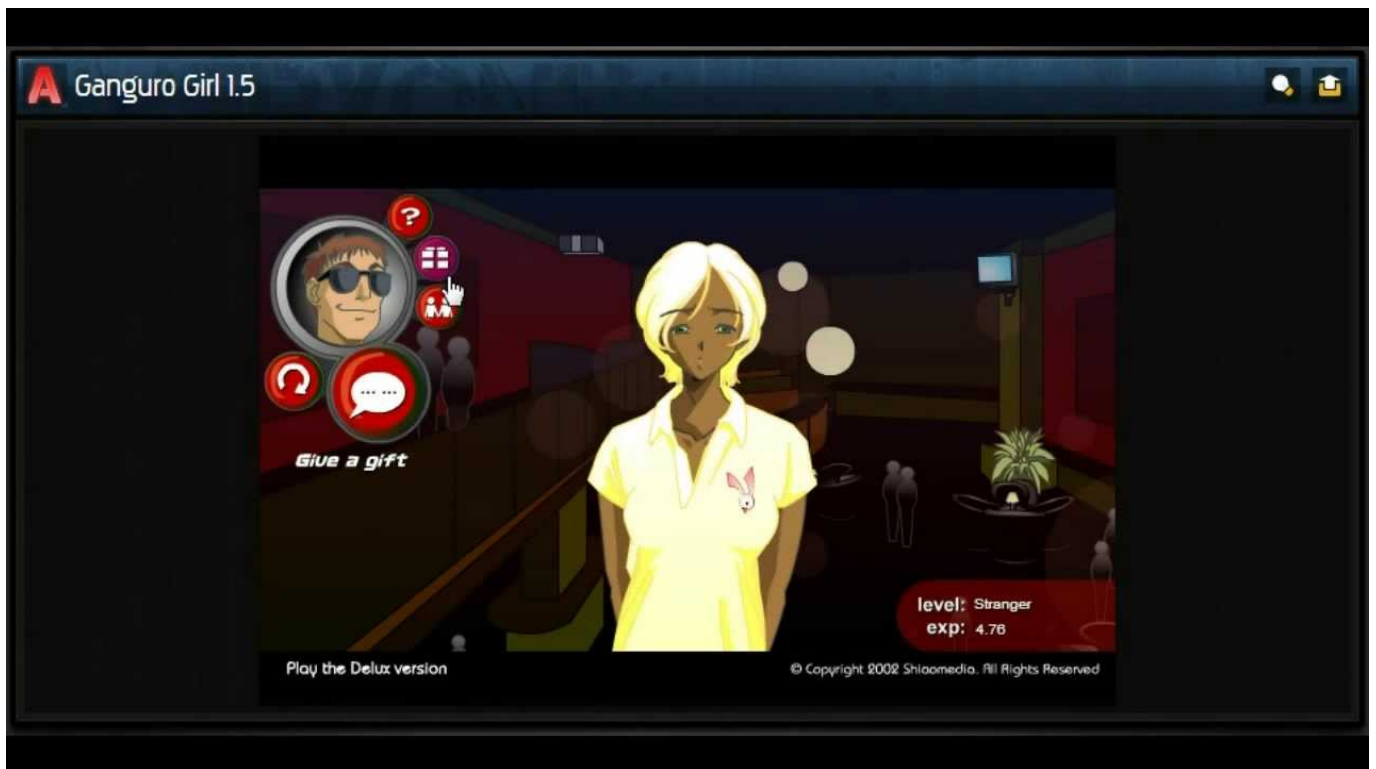 A Ganguro Girl 1.5
?
... ...
Give a gift
level: Stranger
exp: 4.76
Play the Delux version
© Copyright 2002 Shiaomedia. All Rights Reserved